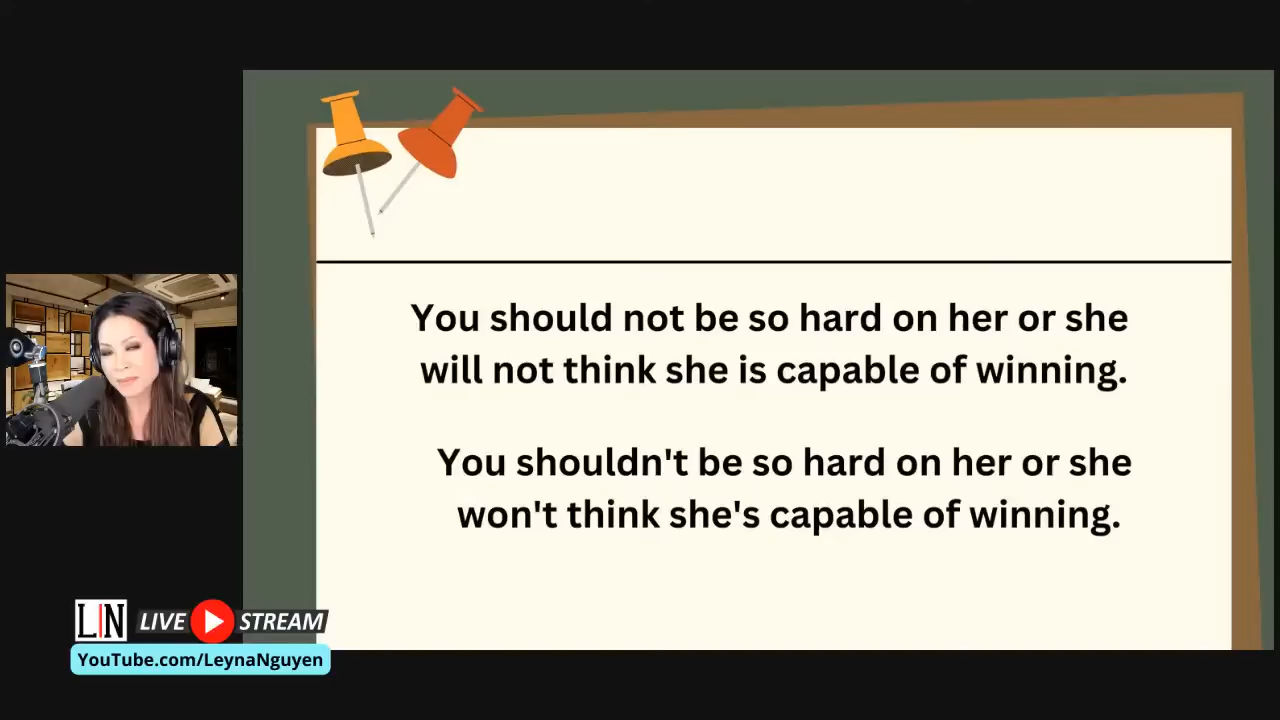 You should not be so hard on her or she
will not think she is capable of winning.
You shouldn't be so hard on her or she
won't think she's capable of winning.
LN LIVE STREAM
YouTube.com/LeynaNguyen